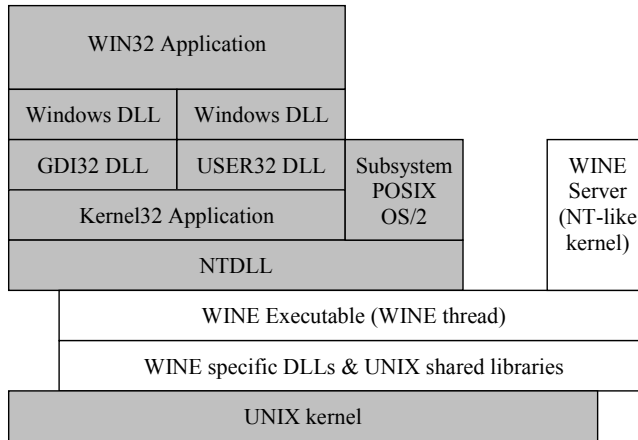 WIN32 Application
Windows DLL
Windows DLL
GDI32 DLL
USER32 DLL
Subsystem
POSIX
OS/2
WINE
Server
(NT-like
kernel)
Kernel32 Application
NTDLL
WINE Executable (WINE thread)
WINE specific DLLs & UNIX shared libraries
UNIX kernel